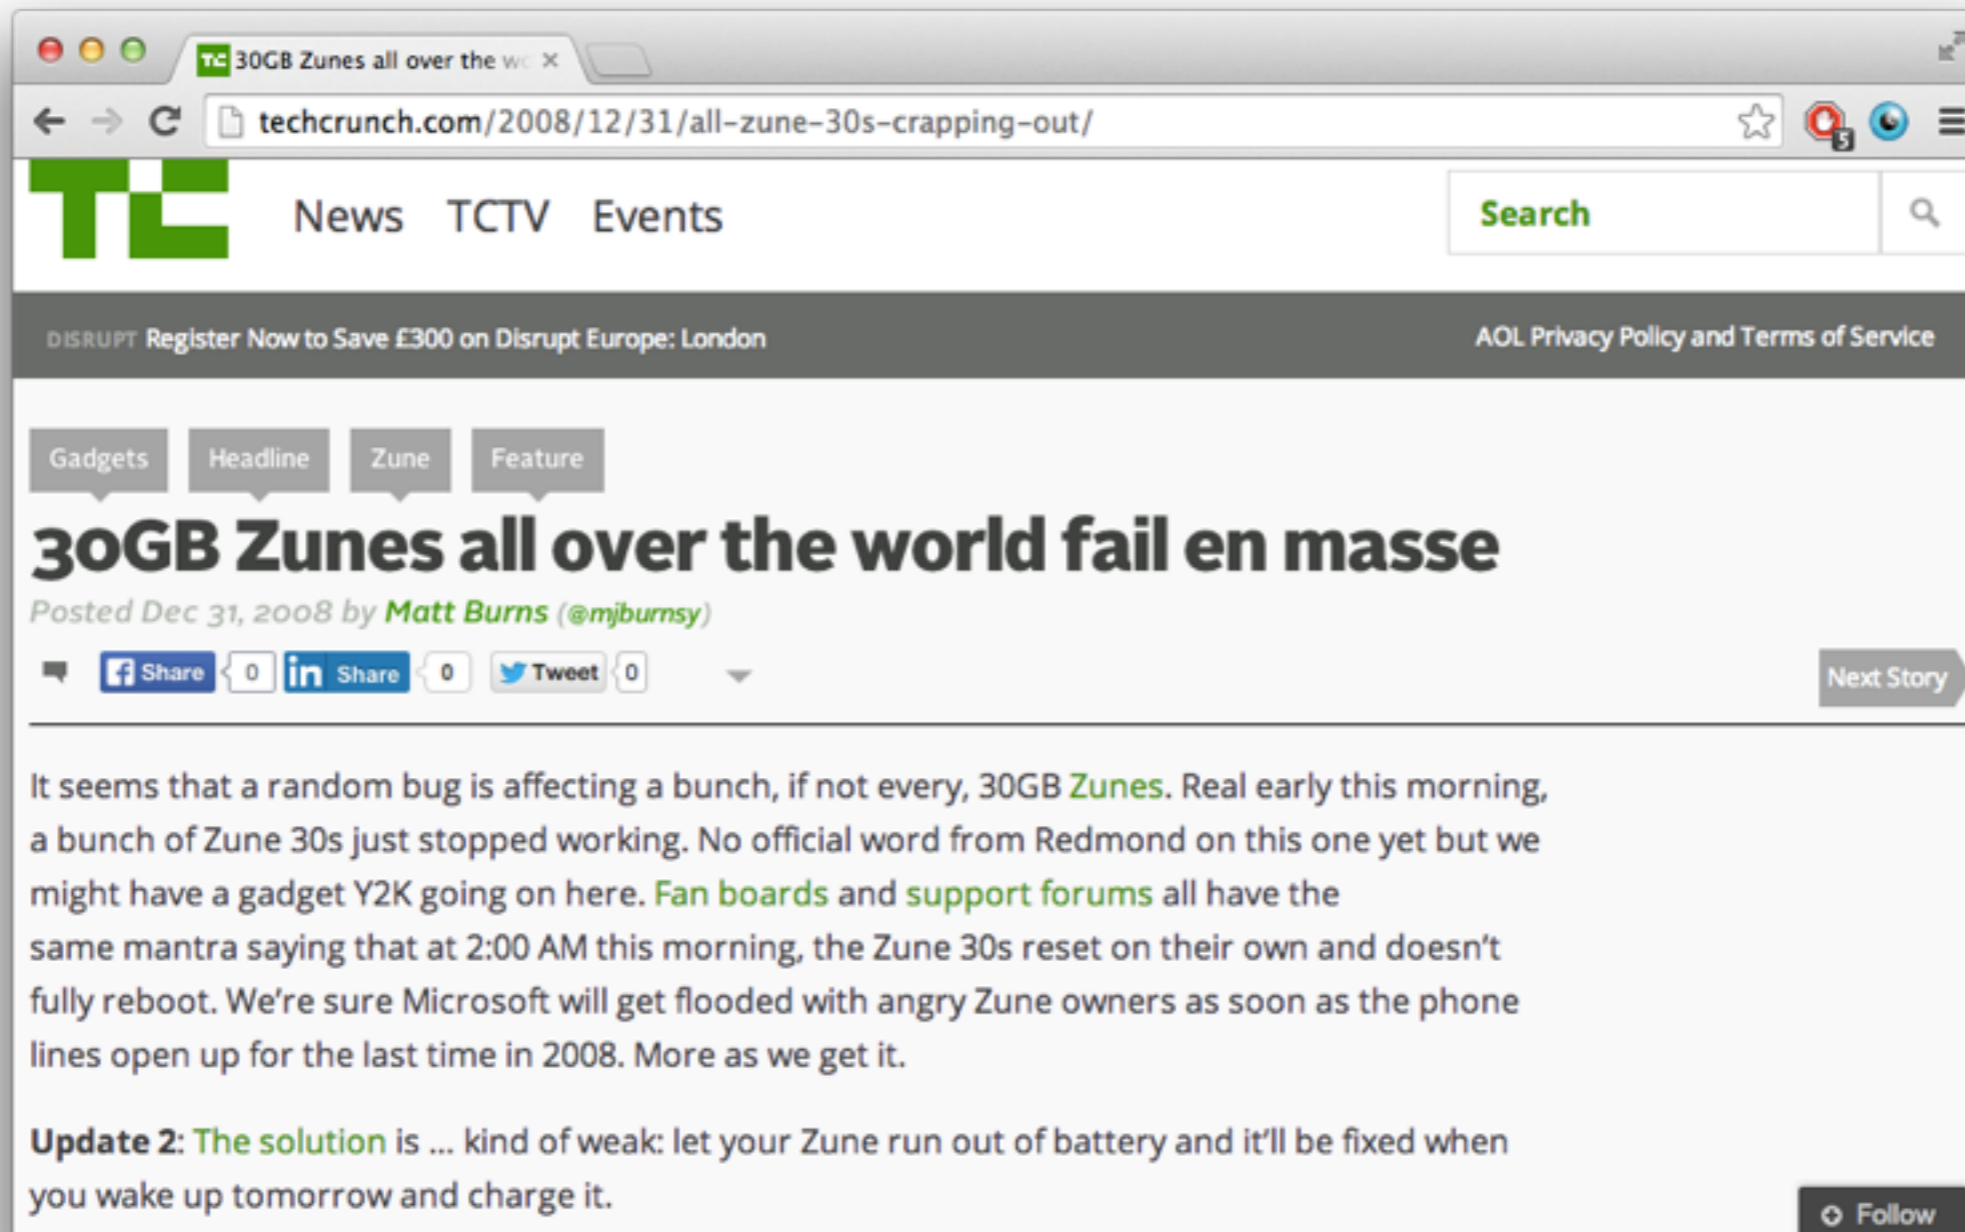 30GB Zunes all over the wo
techcrunch.com/2008/12/31/all-zune-30s-crapping-out/
5
TC
News TCTV Events
Search
DISRUPT Register Now to Save £300 on Disrupt Europe: London
AOL Privacy Policy and Terms of Service
Gadgets Headline Zune Feature
30GB Zunes all over the world fail en masse
Posted Dec 31, 2008 by Matt Burns (@mjburnsy)
Share 0 in Share 0 Tweet 0
Next Story
It seems that a random bug is affecting a bunch, if not every, 30GB Zunes. Real early this morning,
a bunch of Zune 30s just stopped working. No official word from Redmond on this one yet but we
might have a gadget Y2K going on here. Fan boards and support forums all have the
same mantra saying that at 2:00 AM this morning, the Zune 30s reset on their own and doesn't
fully reboot. We're sure Microsoft will get flooded with angry Zune owners as soon as the phone
lines open up for the last time in 2008. More as we get it.
Update 2: The solution is ... kind of weak: let your Zune run out of battery and it'll be fixed when
you wake up tomorrow and charge it.
Follow